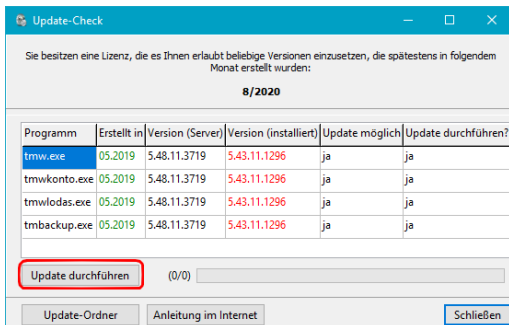 Update-Check
Sie besitzen eine Lizenz, die es Ihnen erlaubt beliebige Versionen einzusetzen, die spätestens in folgendem
Monat erstellt wurden:
8/2020
Programm Erstellt in Version (Server) Version (installiert) Update möglich Update durchführen?
tmw.exe 05.2019 5.48.11.3719 5.43.11.1296 ja ja
tmwkonto.exe 05.2019 5.48.11.3719 5.43.11.1296 ja ja
tmwlodas.exe 05.2019 5.48.11.3719 5.43.11.1296 ja ja
tmbackup.exe 05.2019 5.48.11.3719 5.43.11.1296 ja ja
Update durchführen (0/0)
Update-Ordner Anleitung im Internet Schließen